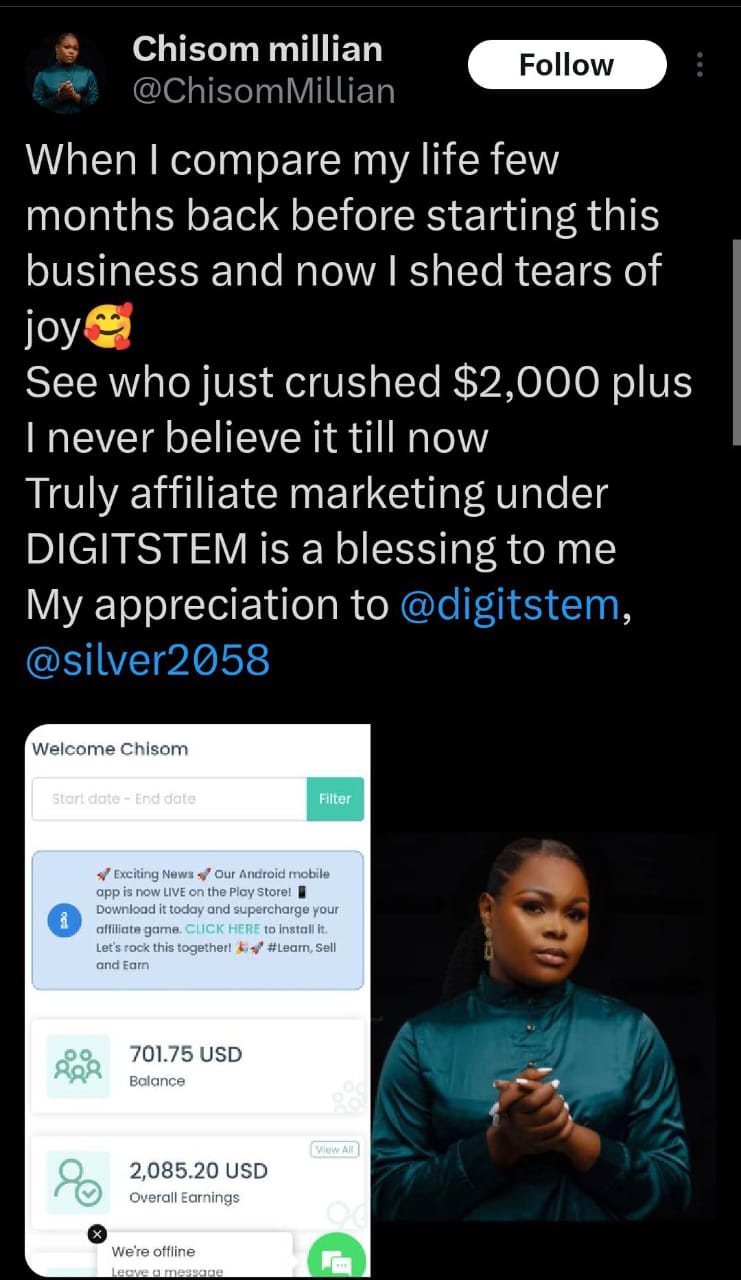 Chisom millian
@ChisomMillian
Follow
When I compare my life few
months back before starting this
business and now I shed tears of
joy🥰
See who just crushed $2,000 plus
I never believe it till now
Truly affiliate marketing under
DIGITSTEM is a blessing to me
My appreciation to @digitstem,
@silver2058
Welcome Chisom
Start date - End date
Filter
🚀 Exciting News 🚀 Our Android mobile
app is now LIVE on the Play Store! 📱
Download it today and supercharge your
affiliate game. CLICK HERE to install it.
Let's rock this together! 🎉🚀 #Learn, Sell
and Earn
701.75 USD
Balance
View All
2,085.20 USD
Overall Earnings
We're offline
Leave a message